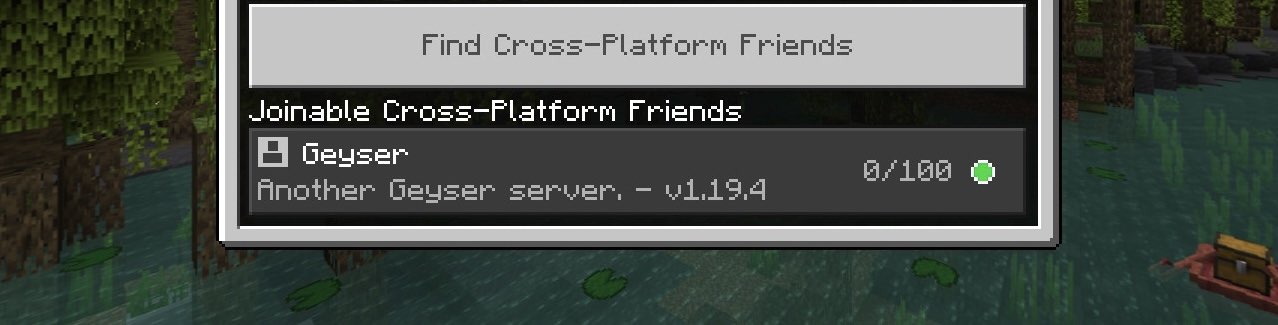 Find Cross-Platform Friends
Joinable Cross-Platform Friends
Geyser
Another Geyser server. - v1.19.4
0/100